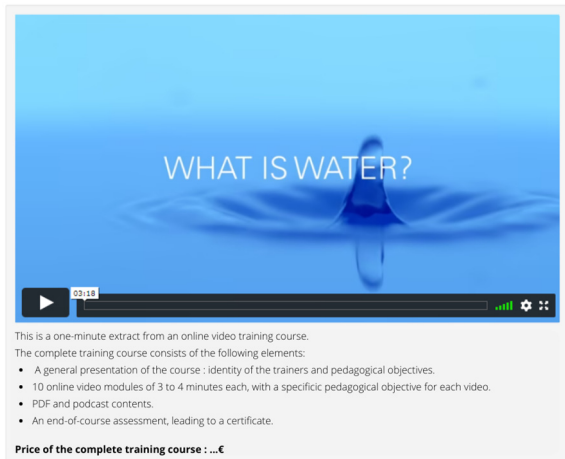 WHAT IS WATER?
03:18
This is a one-minute extract from an online video training course.
The complete training course consists of the following elements:
• A general presentation of the course : identity of the trainers and pedagogical objectives.
• 10 online video modules of 3 to 4 minutes each, with a specificic pedagogical objective for each video.
• PDF and podcast contents.
• An end-of-course assessment, leading to a certificate.
Price of the complete training course : ...€